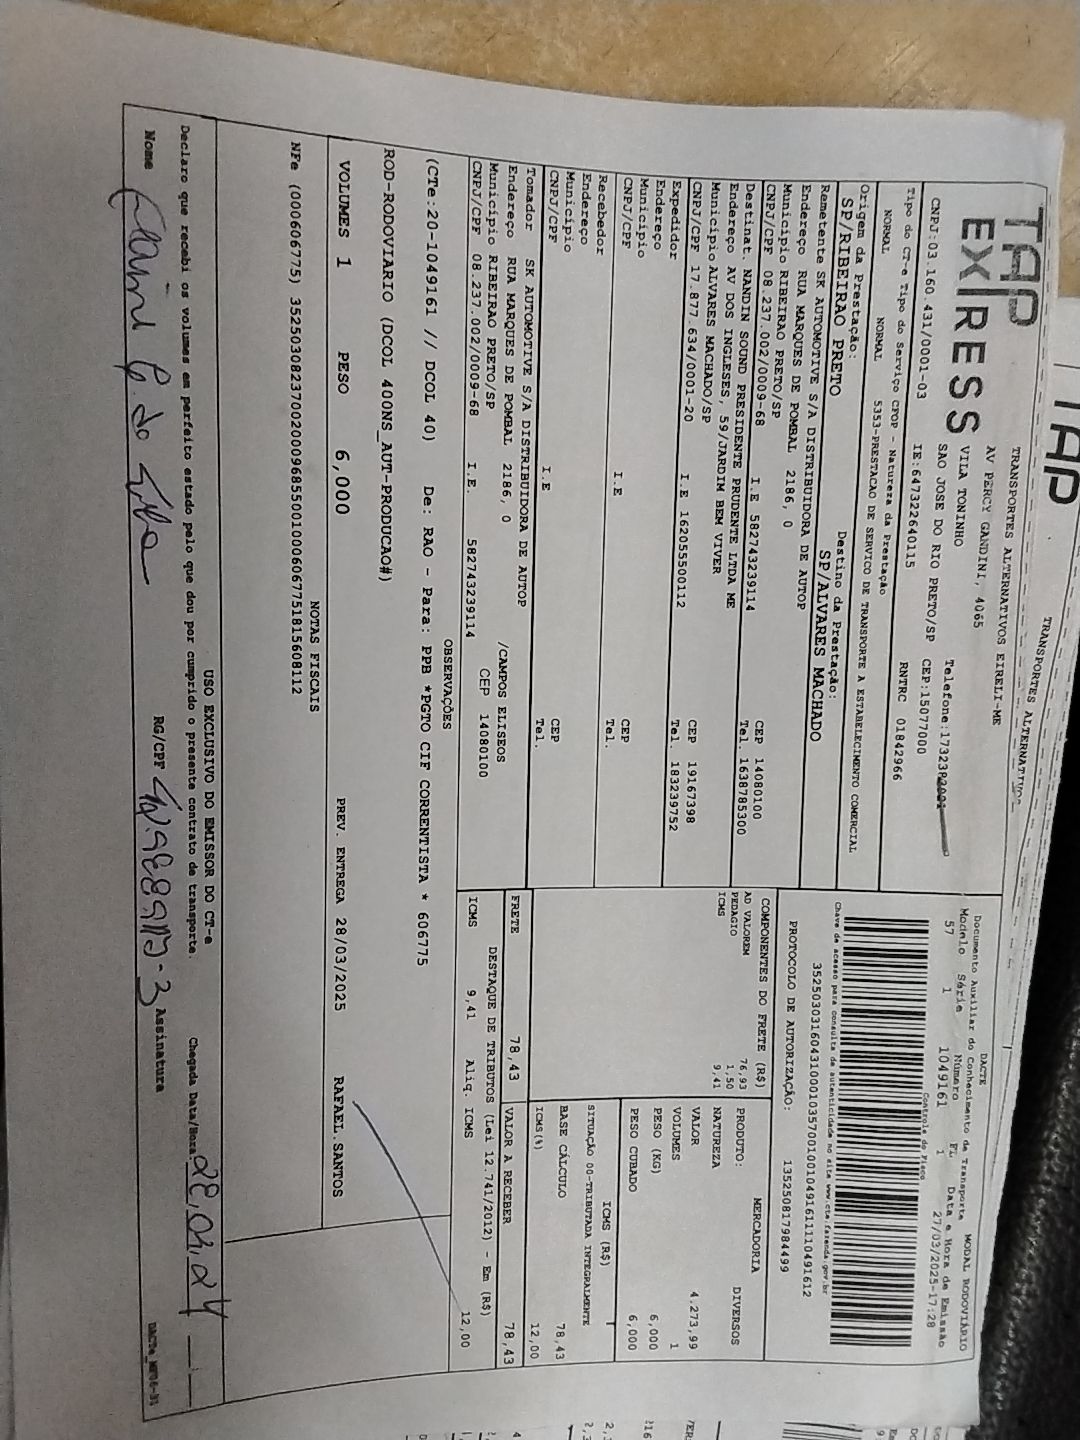 TAP
TRANSPORTES ALTERNATIVOS
TAP
EXPRESS
TRANSPORTES ALTERNATIVOS EIRELI-ME
AV PERCY GANDINI, 4065
VILA TONINHO
SAO JOSE DO RIO PRETO/SP CEP:15077000
CNPJ:03.160.431/0001-03 IE:647322640115 RNTRC 01842966
Tipo do CT-e Tipo do Serviço CFOP - Natureza da Prestação
NORMAL NORMAL 5353-PRESTACAO DE SERVICO DE TRANSPORTE A ESTABELECIMENTO COMERCIAL
Origem da Prestação: Destino da Prestação:
SP/RIBEIRAO PRETO SP/ALVARES MACHADO
Remetente SK AUTOMOTIVE S/A DISTRIBUIDORA DE AUTOP
Endereço RUA MARQUES DE POMBAL 2186, 0
Município RIBEIRAO PRETO/SP CEP 14080100
CNPJ/CPF 08.237.002/0009-68 I.E 582743239114 Tel. 1638785300
Destinat. NANDIN SOUND PRESIDENTE PRUDENTE LTDA ME
Endereço AV DOS INGLESES, 59/JARDIM BEM VIVER
Município ALVARES MACHADO/SP CEP 19167398
CNPJ/CPF 17.877.634/0001-20 I.E 162055500112 Tel. 183239752
Expedidor
Endereço
Município CEP
CNPJ/CPF I.E Tel.
Recebedor
Endereço
Município CEP
CNPJ/CPF I.E Tel.
Tomador SK AUTOMOTIVE S/A DISTRIBUIDORA DE AUTOP
Endereço RUA MARQUES DE POMBAL 2186, 0 /CAMPOS ELISEOS
Município RIBEIRAO PRETO/SP CEP 14080100
CNPJ/CPF 08.237.002/0009-68 I.E. 582743239114
DACTE MODAL RODOVIÁRIO
Documento Auxiliar do Conhecimento de Transporte
Modelo Série Número FL Data e Hora de Emissão
57 1 1049161 1 27/03/2025-17:28
Controle do Fisco
Chave de acesso para consulta de autenticidade no site www.cte.fazenda.gov.br
PROTOCOLO DE AUTORIZAÇÃO: 135250817984499
COMPONENTES DO FRETE (R$)
AD VALOREM 76,93
PEDAGIO 1,50
ICMS 9,41
MERCADORIA
PRODUTO: DIVERSOS
NATUREZA
VALOR 4.273,99
VOLUMES 1
PESO (KG) 6,000
PESO CUBADO 6,000
ICMS (R$)
SITUAÇÃO 00-TRIBUTADA INTEGRALMENTE
BASE CÁLCULO 78,43
ICMS(%) 12,00
FRETE 78,43 VALOR A RECEBER 78,43
DESTAQUE DE TRIBUTOS (Lei 12.741/2012) - Em (R$)
ICMS 9,41 Aliq. ICMS 12,00
OBSERVAÇÕES
(CTe:20-1049161 // DCOL 40) De: RAO - Para: PPB *PGTO CIF CORRENTISTA * 606775
ROD-RODOVIARIO (DCOL 400NS_AUT-PRODUCAO#)
VOLUMES 1 PESO 6,000 PREV. ENTREGA 28/03/2025 RAFAEL.SANTOS
NOTAS FISCAIS
USO EXCLUSIVO DO EMISSOR DO CT-e
Declaro que recebi os volumes em perfeito estado pelo que dou por cumprido o presente contrato de transporte. Chegada Data/Hora
Nome RG/CPF Assinatura